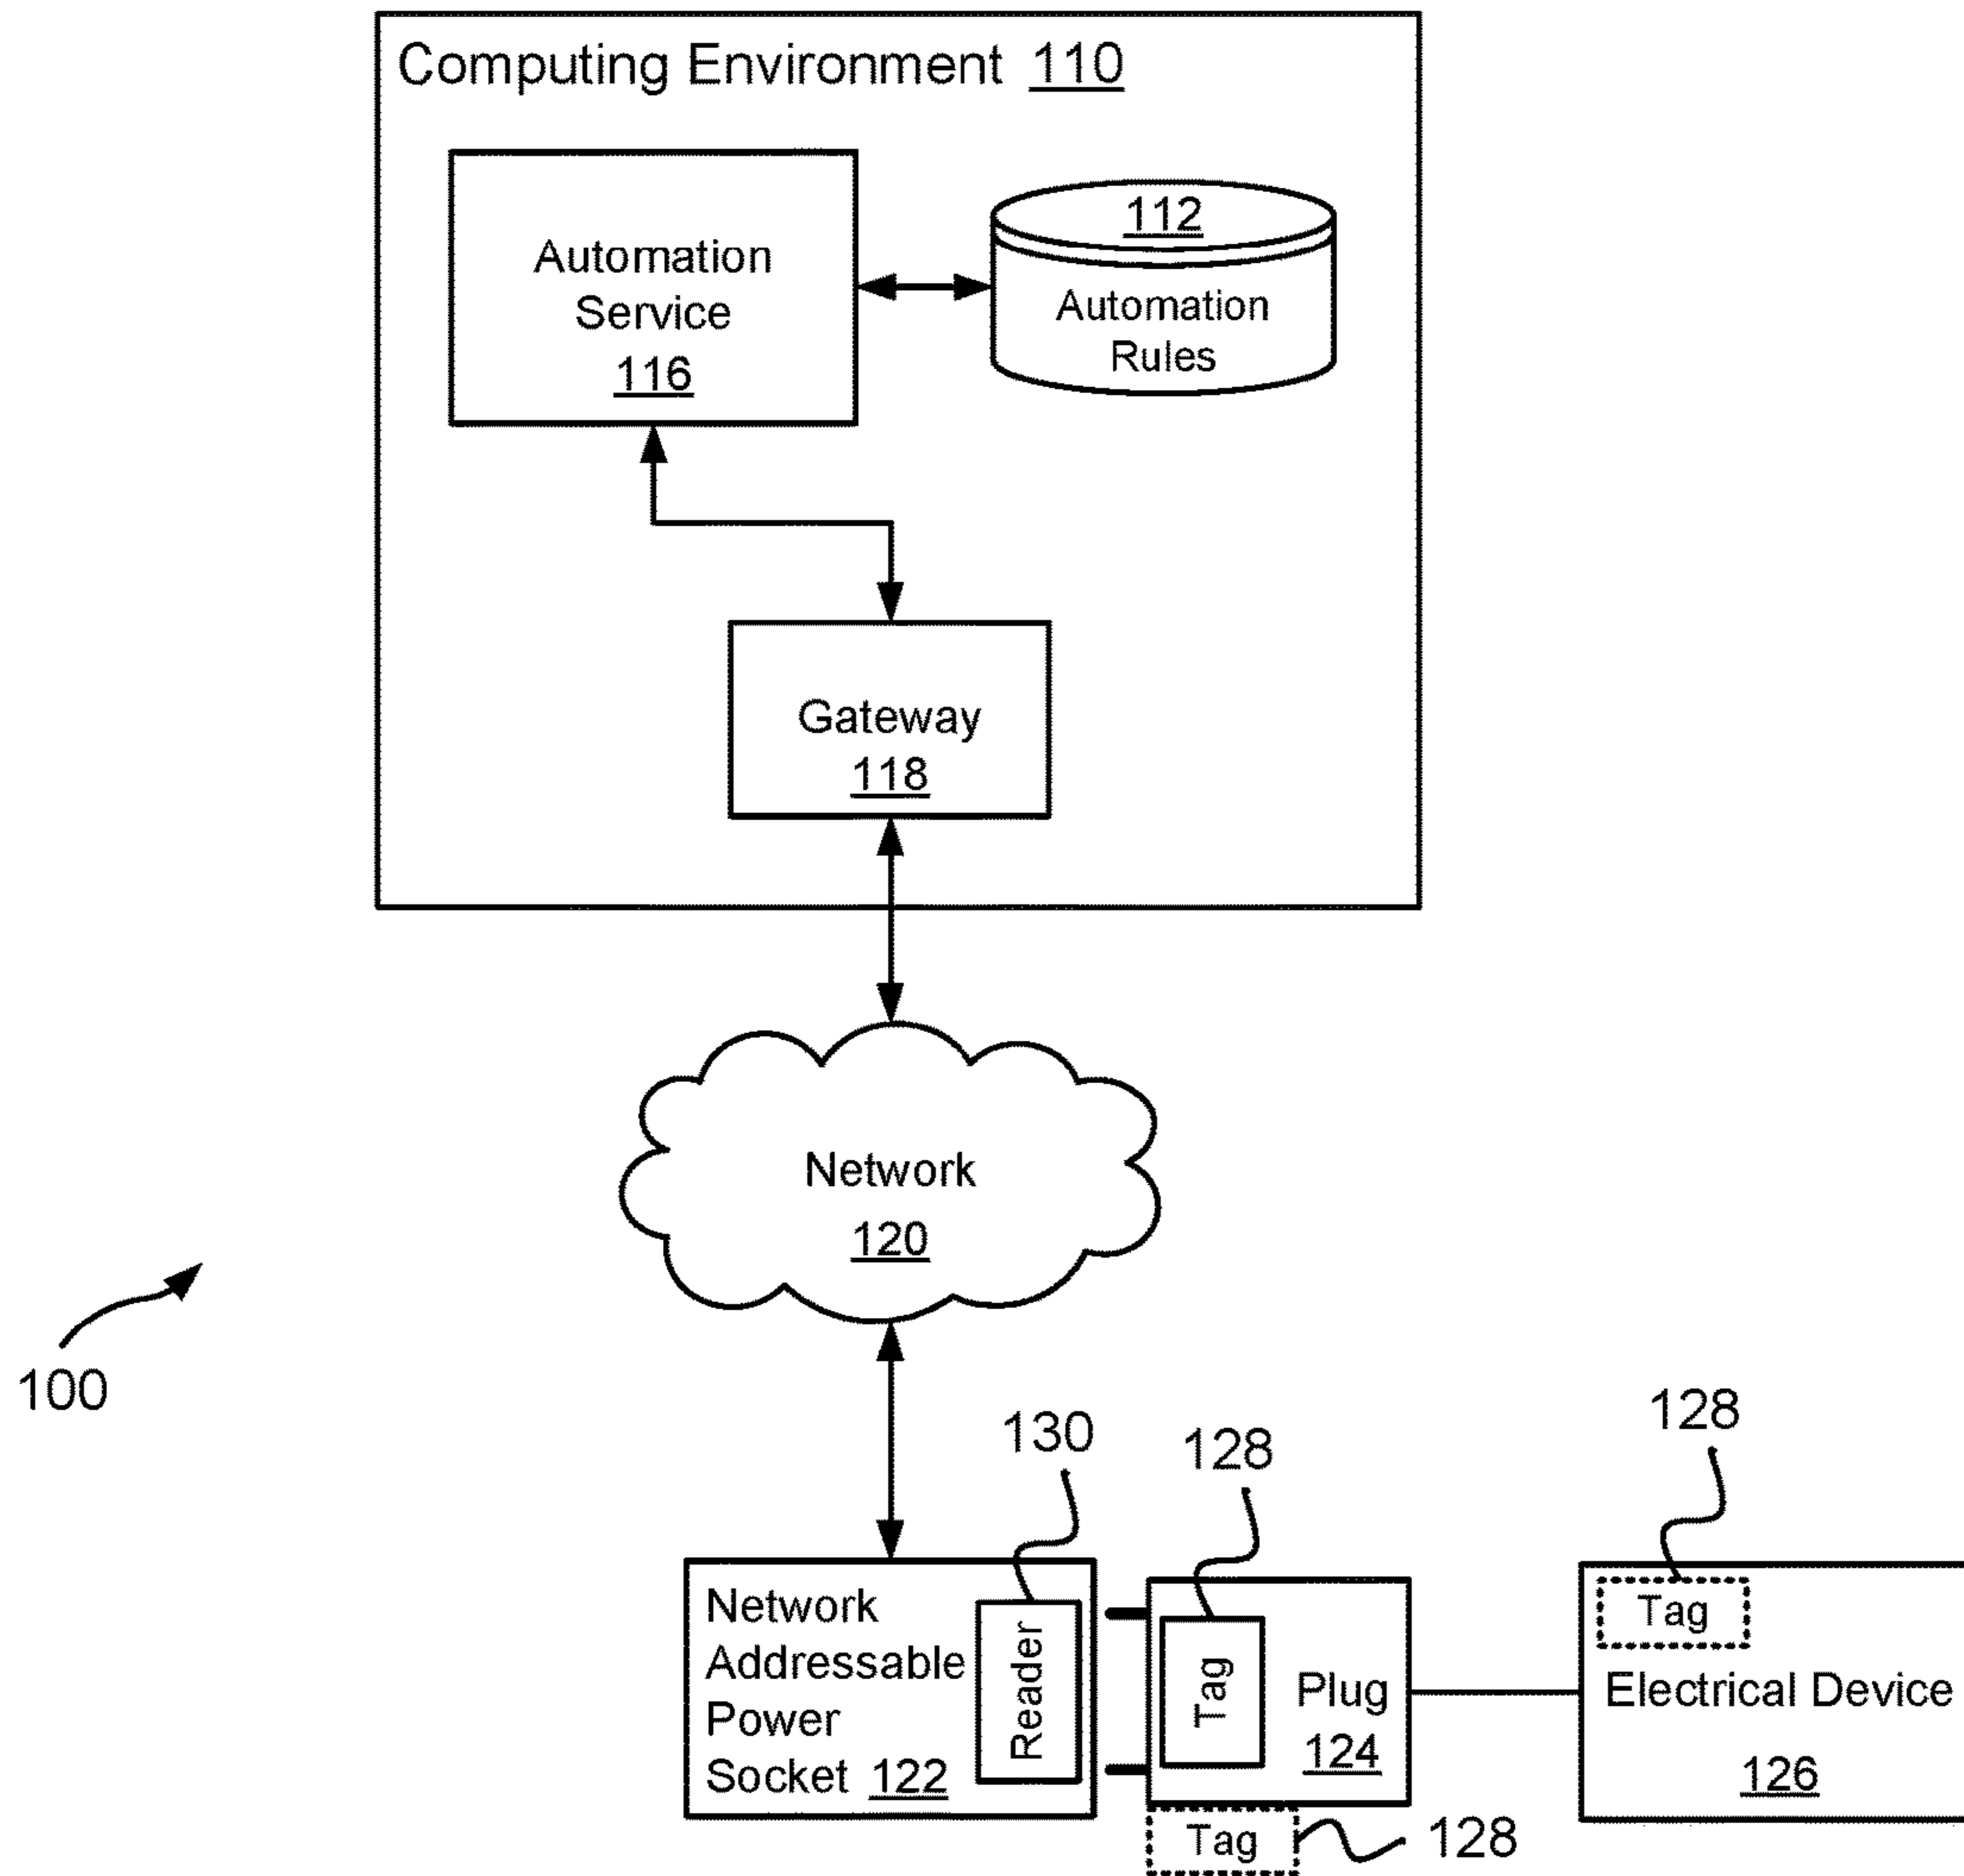 Computing Environment 110
Automation
Service
116
112
Automation
Rules
Gateway
118
Network
120
100
130
128
128
Network
Addressable
Power
Socket 122
Reader
Tag
Plug
124
Tag
Electrical Device
126
Tag
128